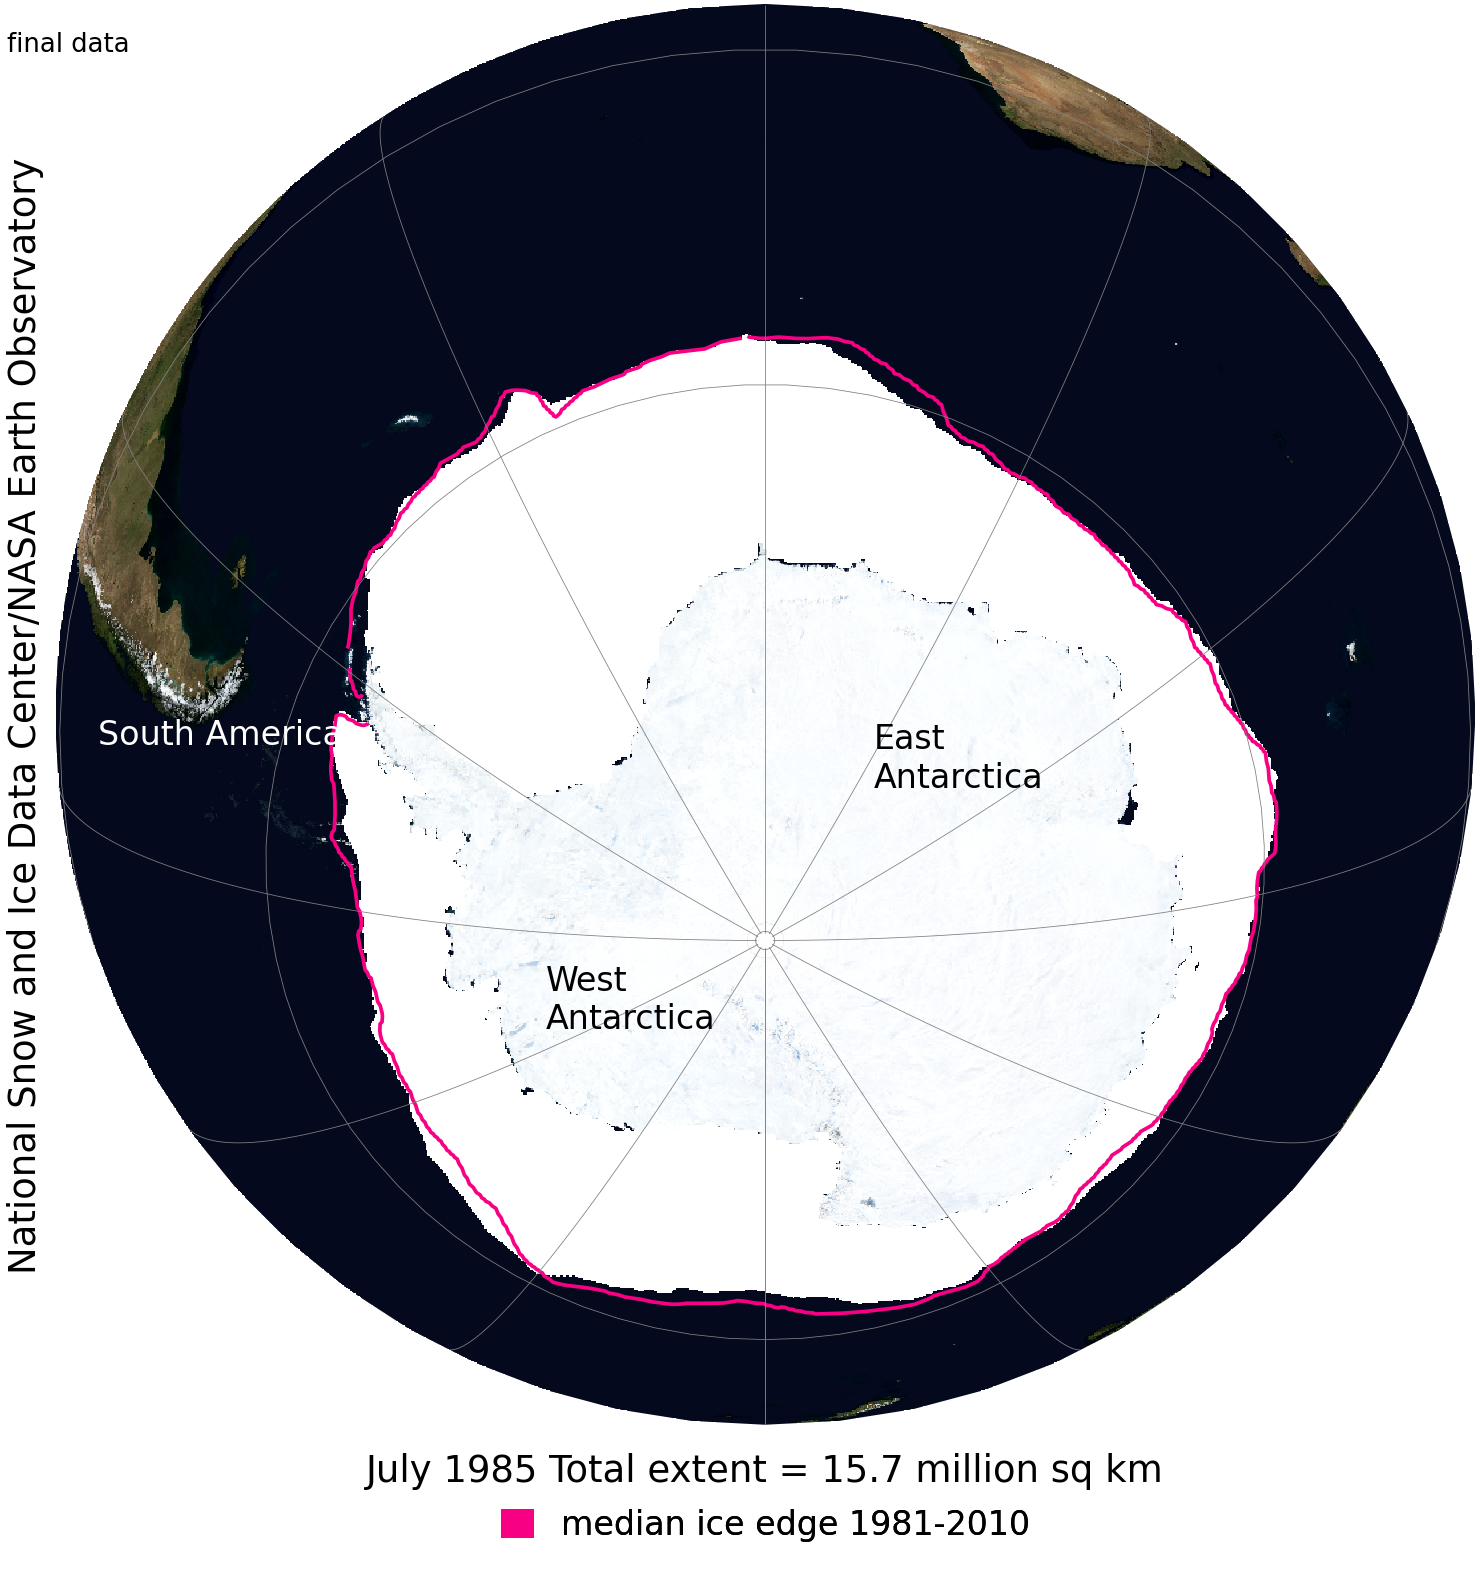 final data
National Snow and Ice Data Center/NASA Earth Observatory
South America
East
Antarctica
West
Antarctica
July 1985 Total extent = 15.7 million sq km
median ice edge 1981-2010